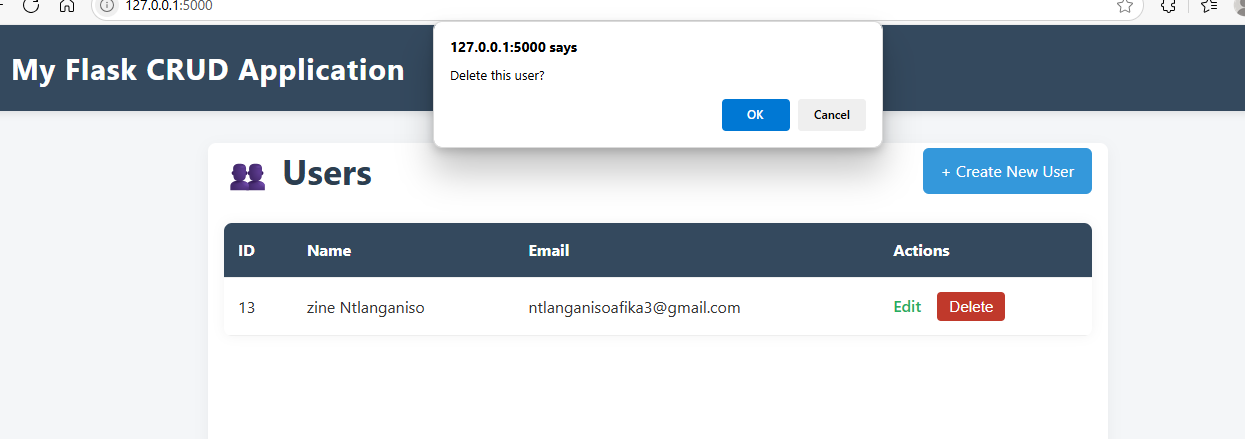 127.0.0.1:5000
127.0.0.1:5000 says
Delete this user?
OK Cancel
My Flask CRUD Application
Users
+ Create New User
ID Name Email Actions
13 zine Ntlanganiso ntlanganisoafika3@gmail.com Edit Delete